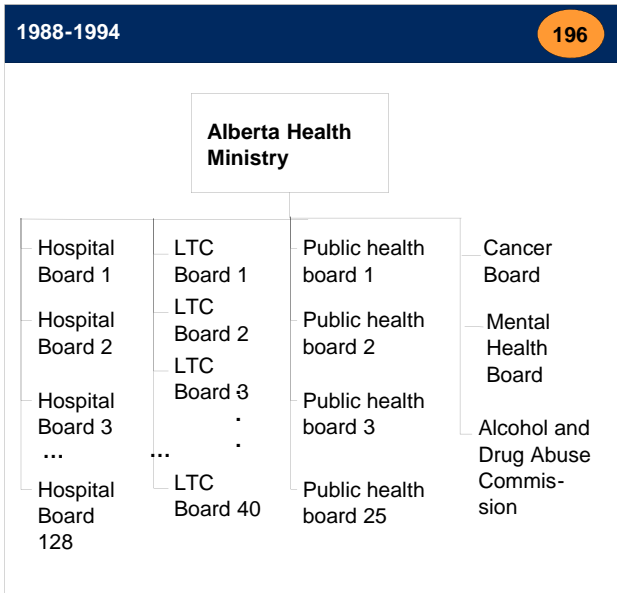 1988-1994
196
Alberta Health
Ministry
Hospital
Board 1
Hospital
Board 2
Hospital
Board 3
...
Hospital
Board
128
LTC
Board 1
LTC
Board 2
LTC
Board 3
.
.
.
...
LTC
Board 40
Public health
board 1
Public health
board 2
Public health
board 3
Public health
board 25
Cancer
Board
Mental
Health
Board
Alcohol and
Drug Abuse
Commis-
sion